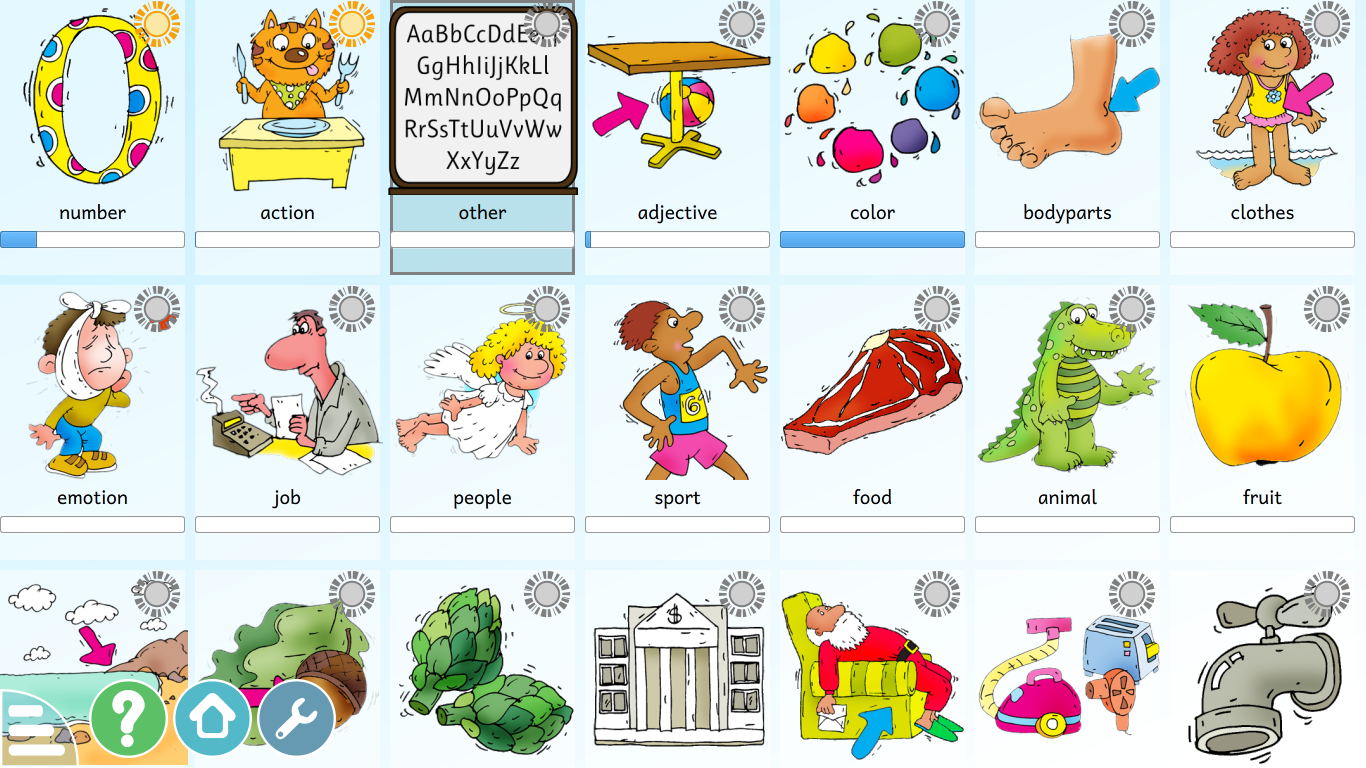 AaBbCcDdEe
GgHhIiJjKkLl
MmNnOoPpQq
RrSsTtUuVvWw
XxYyZz
number
action
other
adjective
color
bodyparts
clothes
6
emotion
job
people
sport
food
animal
fruit
$
?